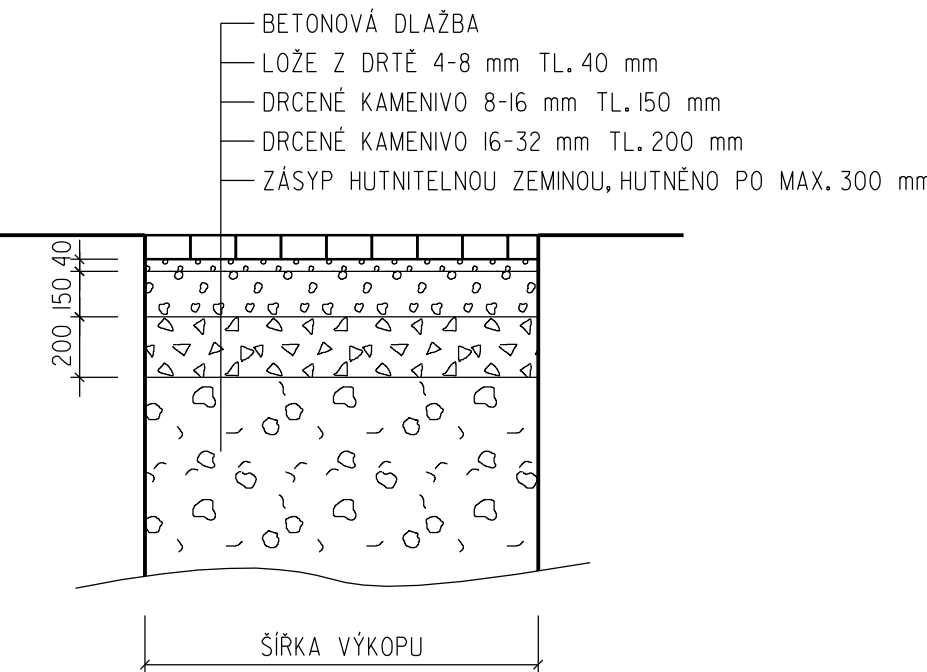 BETONOVÁ DLAŽBA
LOŽE Z DRTĚ 4-8 mm TL. 40 mm
DRCENÉ KAMENIVO 8-16 mm TL. 150 mm
DRCENÉ KAMENIVO 16-32 mm TL. 200 mm
ZÁSYP HUTNITELNOU ZEMINOU, HUTNĚNO PO MAX. 300 mm
40
150
200
ŠÍŘKA VÝKOPU